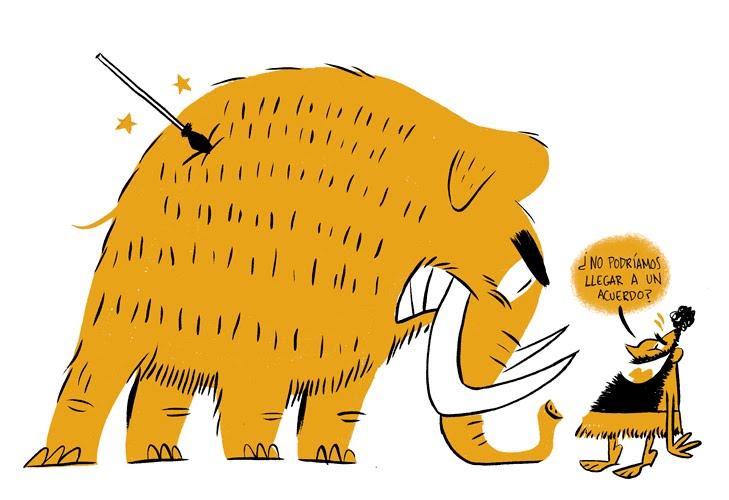 ¿NO PODRÍAMOS
LLEGAR A UN
ACUERDO?